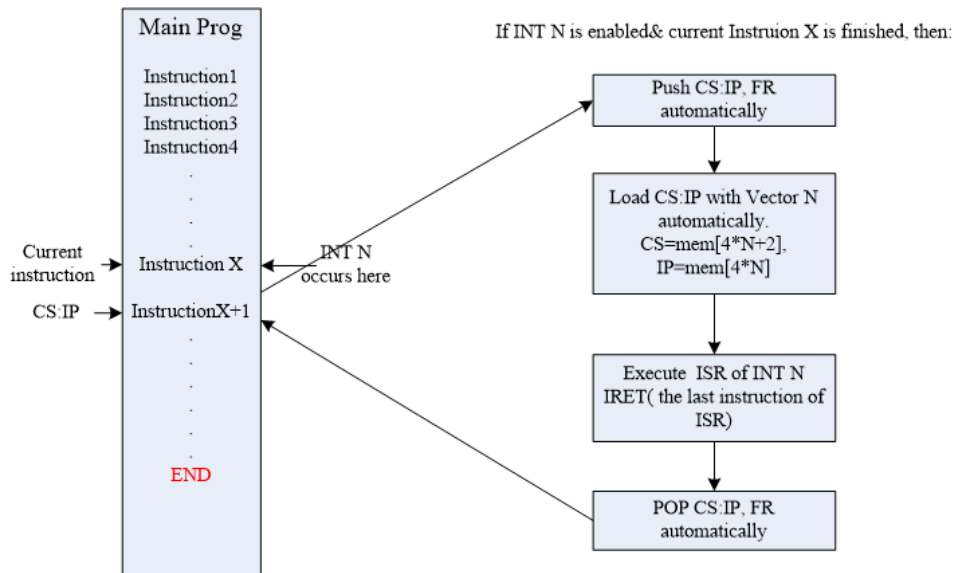 Main Prog
Instruction1
Instruction2
Instruction3
Instruction4
Current
instruction
Instruction X
INT N
occurs here
CS:IP
InstructionX+1
END
If INT N is enabled& current Instruion X is finished, then:
Push CS:IP, FR
automatically
Load CS:IP with Vector N
automatically.
CS=mem[4*N+2],
IP=mem[4*N]
Execute ISR of INT N
IRET( the last instruction of
ISR)
POP CS:IP, FR
automatically